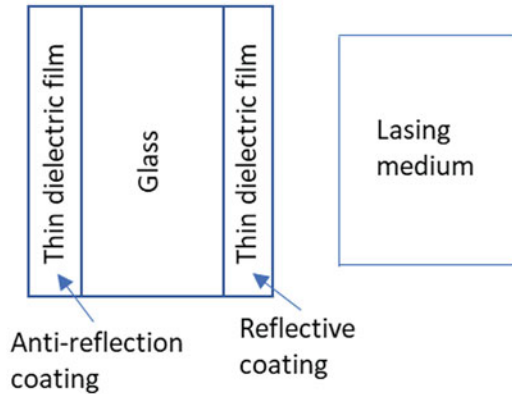 Thin dielectric film
Glass
Thin dielectric film
Lasing
medium
Anti-reflection
coating
Reflective
coating